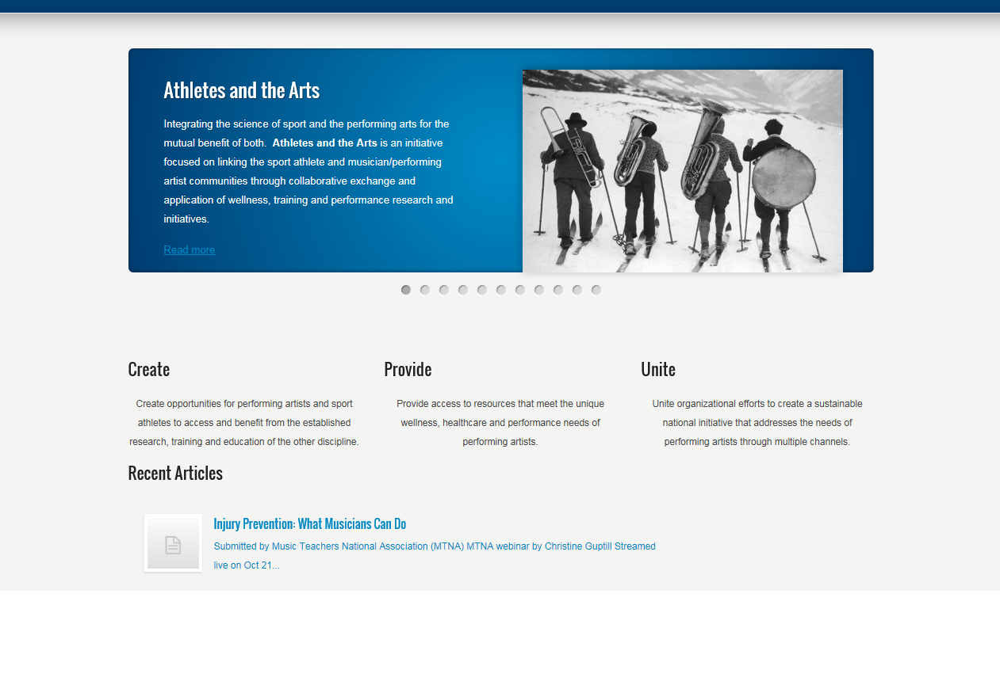 Athletes and the Arts
Integrating the science of sport and the performing arts for the
mutual benefit of both.  Athletes and the Arts is an initiative
focused on linking the sport athlete and musician/performing
artist communities through collaborative exchange and
application of wellness, training and performance research and
initiatives.
Read more
Create
Create opportunities for performing artists and sport
athletes to access and benefit from the established
research, training and education of the other discipline.
Provide
Provide access to resources that meet the unique
wellness, healthcare and performance needs of
performing artists.
Unite
Unite organizational efforts to create a sustainable
national initiative that addresses the needs of
performing artists through multiple channels.
Recent Articles
Injury Prevention: What Musicians Can Do
Submitted by Music Teachers National Association (MTNA) MTNA webinar by Christine Guptill Streamed
live on Oct 21...